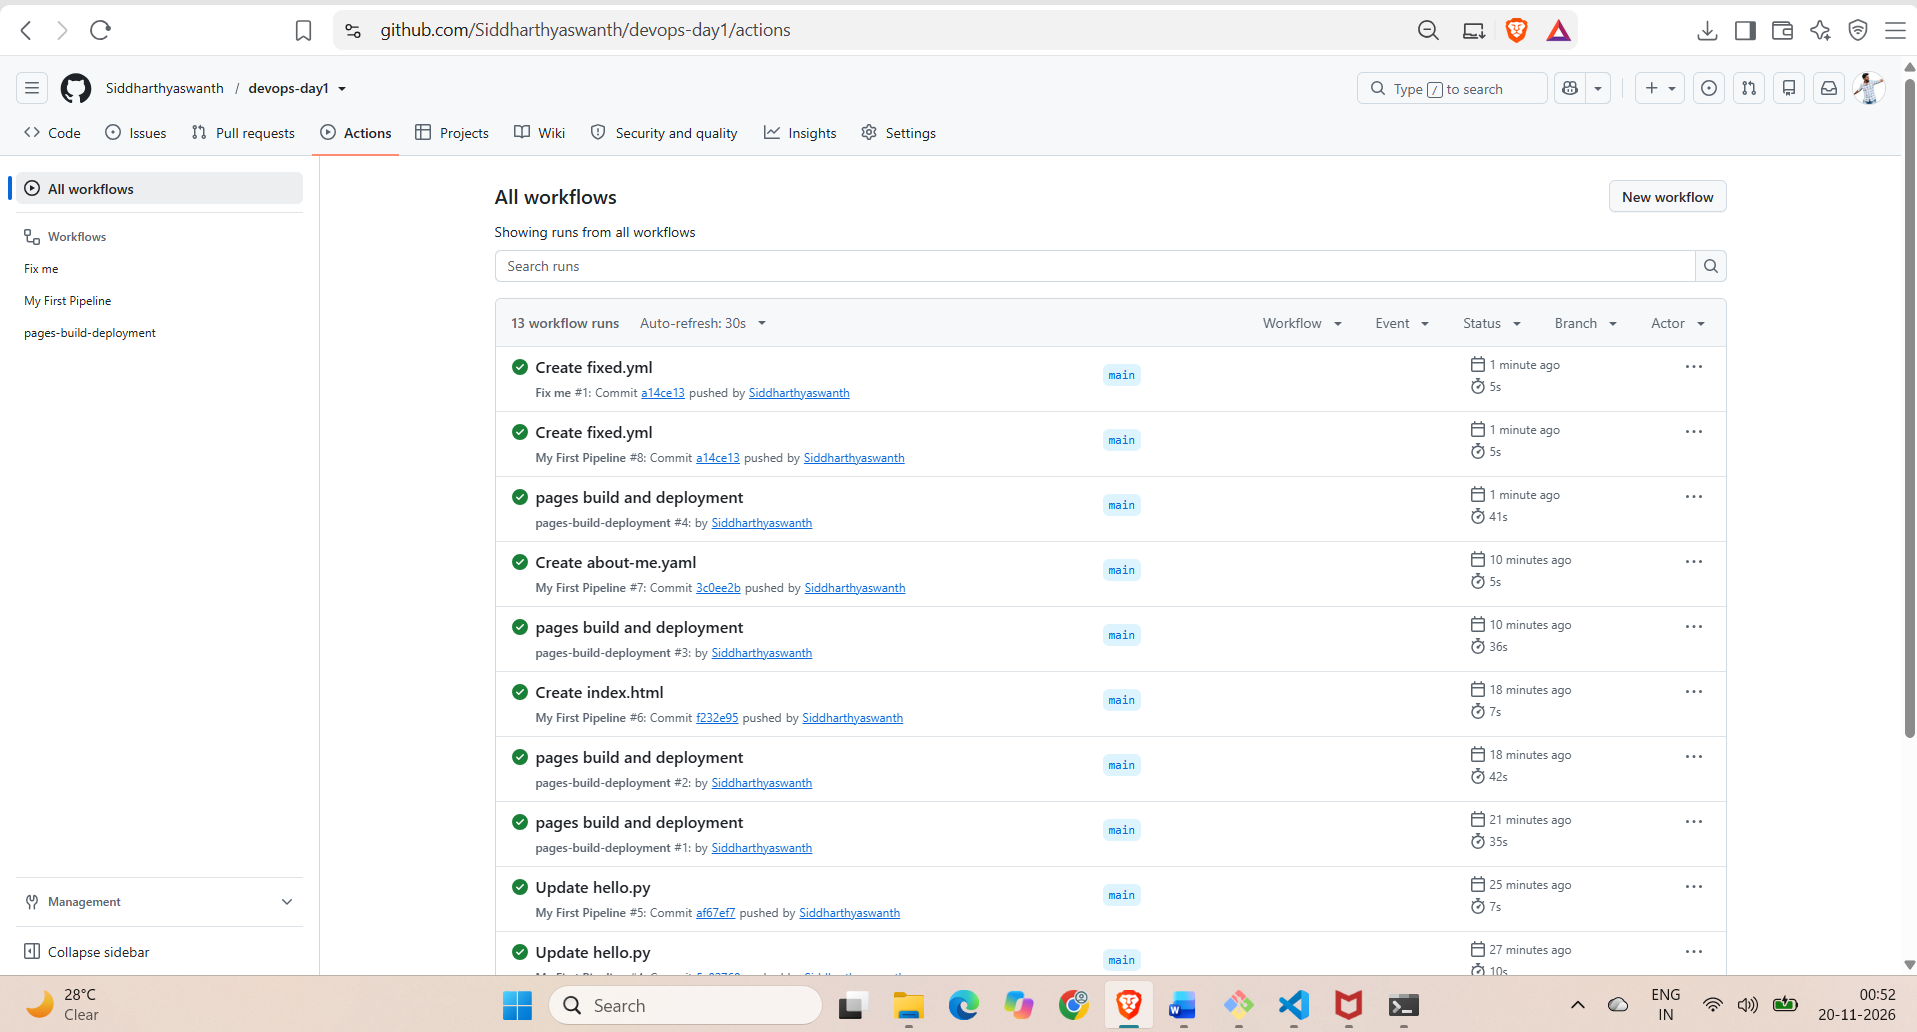 github.com/Siddharthyaswanth/devops-day1/actions
Siddharthyaswanth / devops-day1
Type / to search
Code Issues Pull requests Actions Projects Wiki Security and quality Insights Settings
All workflows
Workflows
Fix me
My First Pipeline
pages-build-deployment
Management
Collapse sidebar
All workflows
New workflow
Showing runs from all workflows
Search runs
13 workflow runs Auto-refresh: 30s Workflow Event Status Branch Actor
Create fixed.yml main 1 minute ago
Fix me #1: Commit a14ce13 pushed by Siddharthyaswanth 5s
Create fixed.yml main 1 minute ago
My First Pipeline #8: Commit a14ce13 pushed by Siddharthyaswanth 5s
pages build and deployment main 1 minute ago
pages-build-deployment #4: by Siddharthyaswanth 41s
Create about-me.yaml main 10 minutes ago
My First Pipeline #7: Commit 3c0ee2b pushed by Siddharthyaswanth 5s
pages build and deployment main 10 minutes ago
pages-build-deployment #3: by Siddharthyaswanth 36s
Create index.html main 18 minutes ago
My First Pipeline #6: Commit f232e95 pushed by Siddharthyaswanth 7s
pages build and deployment main 18 minutes ago
pages-build-deployment #2: by Siddharthyaswanth 42s
pages build and deployment main 21 minutes ago
pages-build-deployment #1: by Siddharthyaswanth 35s
Update hello.py main 25 minutes ago
My First Pipeline #5: Commit af67ef7 pushed by Siddharthyaswanth 7s
Update hello.py main 27 minutes ago
10s
28°C
Clear
Search
ENG
IN
00:52
20-11-2026